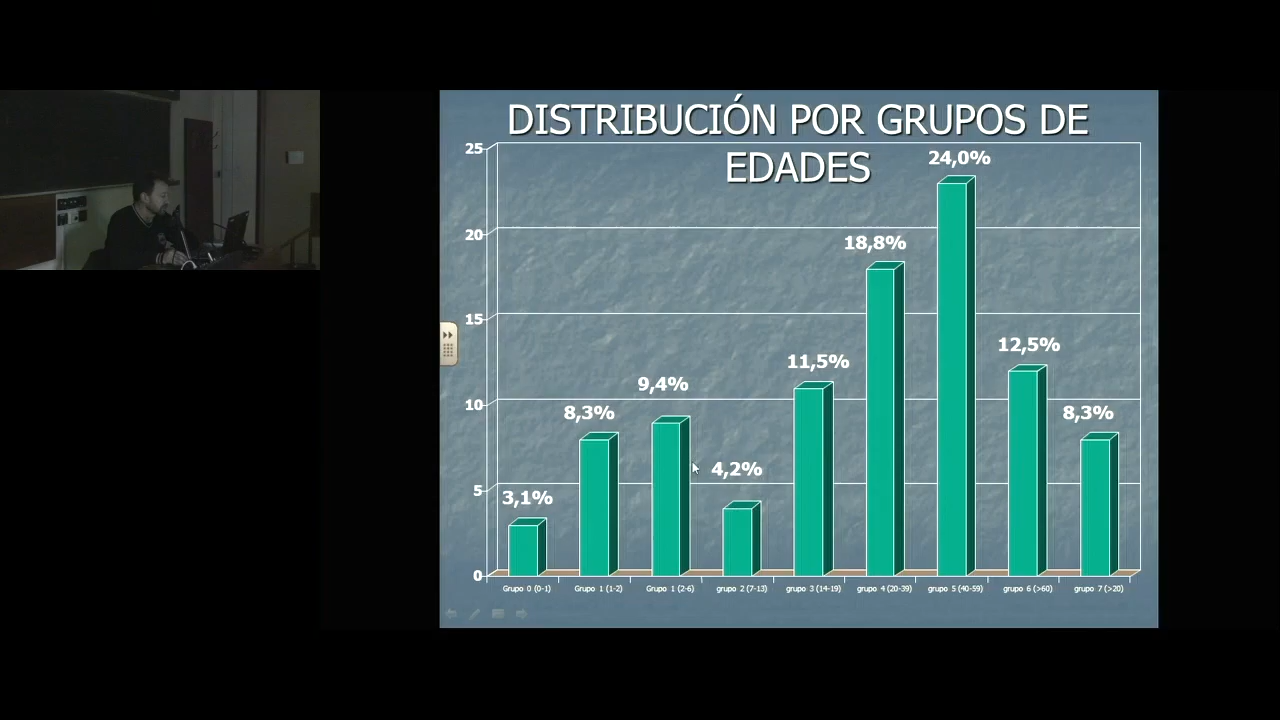 DISTRIBUCIÓN POR GRUPOS DE
EDADES
25
20
15
10
5
0
3,1%
8,3%
9,4%
4,2%
11,5%
18,8%
24,0%
12,5%
8,3%
Grupo 0 (0-1)
Grupo 1 (1-2)
Grupo 1 (2-6)
grupo 2 (7-13)
grupo 3 (14-19)
grupo 4 (20-39)
grupo 5 (40-59)
grupo 6 (>60)
grupo 7 (>20)